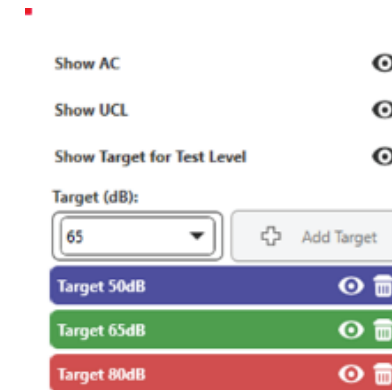 Show AC
Show UCL
Show Target for Test Level
Target (dB):
65 Add Target
Target 50dB
Target 65dB
Target 80dB